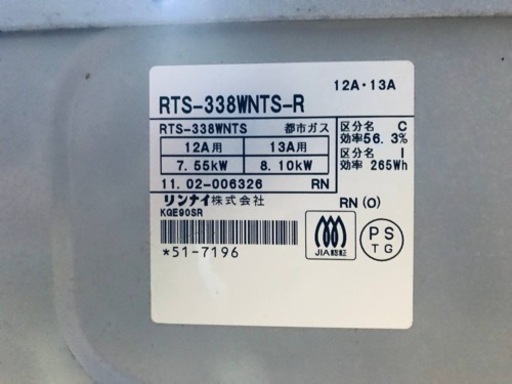 12A・13A
RTS-338WNTS-R
RTS-338WNTS 都市ガス
12A用 13A用
7.55kW 8.10kW
区分名 C
効率56.3%
区分名 I
効率 265Wh
11.02-006326 RN
リンナイ株式会社
KGE90SR
RN(O)
*51-7196
JIA認証
PS
TG